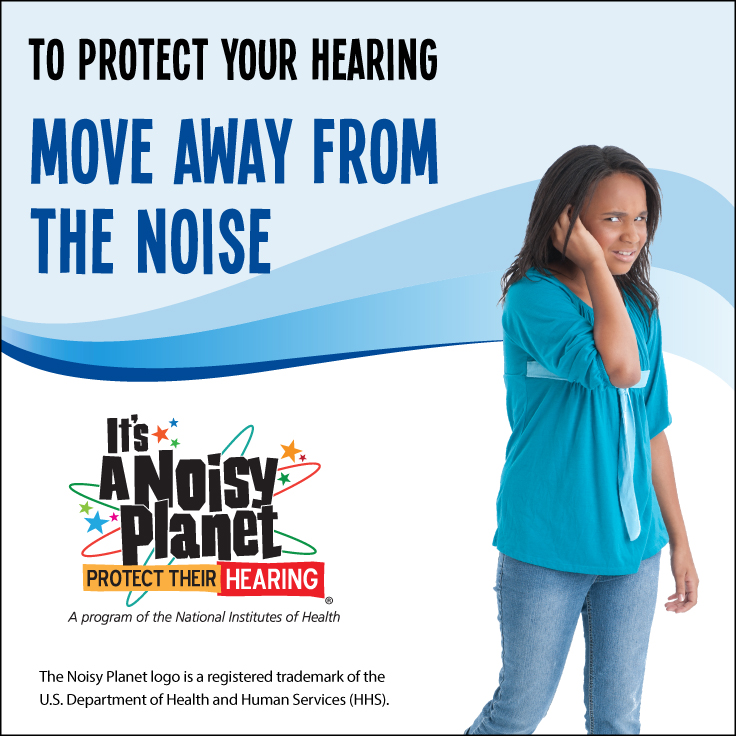 TO PROTECT YOUR HEARING
MOVE AWAY FROM
THE NOISE
It's
A Noisy
Planet
PROTECT THEIR HEARING®
A program of the National Institutes of Health
The Noisy Planet logo is a registered trademark of the
U.S. Department of Health and Human Services (HHS).